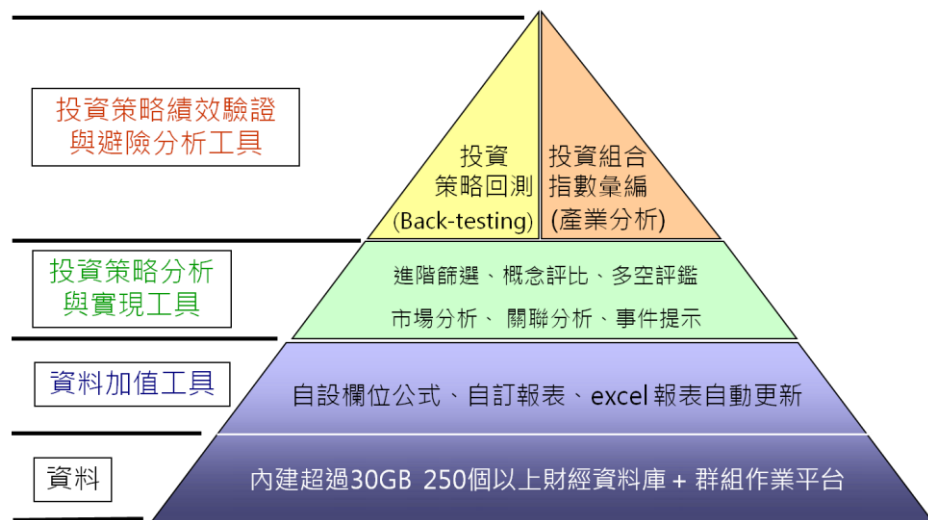 投資策略績效驗證
與避險分析工具
投資
策略回測
(Back-testing)
投資組合
指數彙編
(產業分析)
投資策略分析
與實現工具
進階篩選、概念評比、多空評鑑
市場分析、 關聯分析、事件提示
資料加值工具
自設欄位公式、自訂報表、excel 報表自動更新
資料
內建超過30GB 250個以上財經資料庫 + 群組作業平台